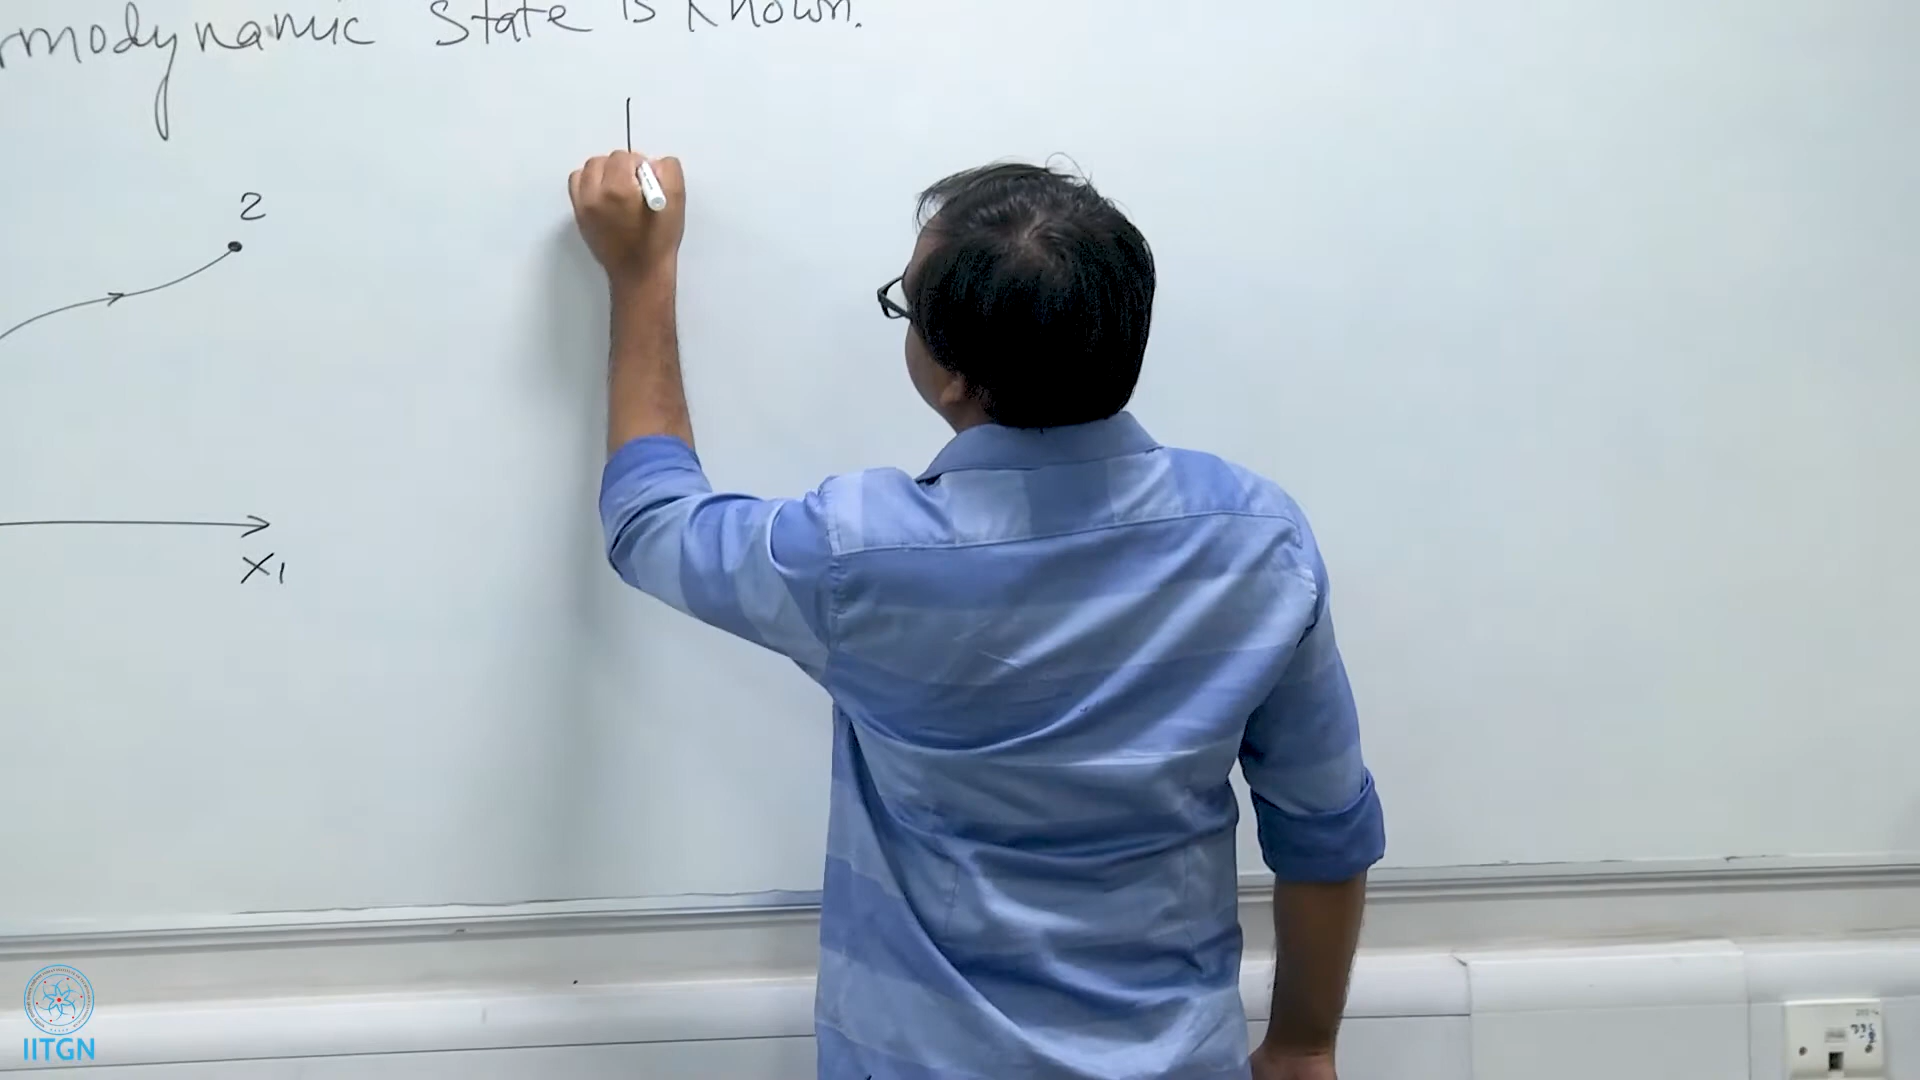 rmodynamic State is known.
2
X1
IITGN